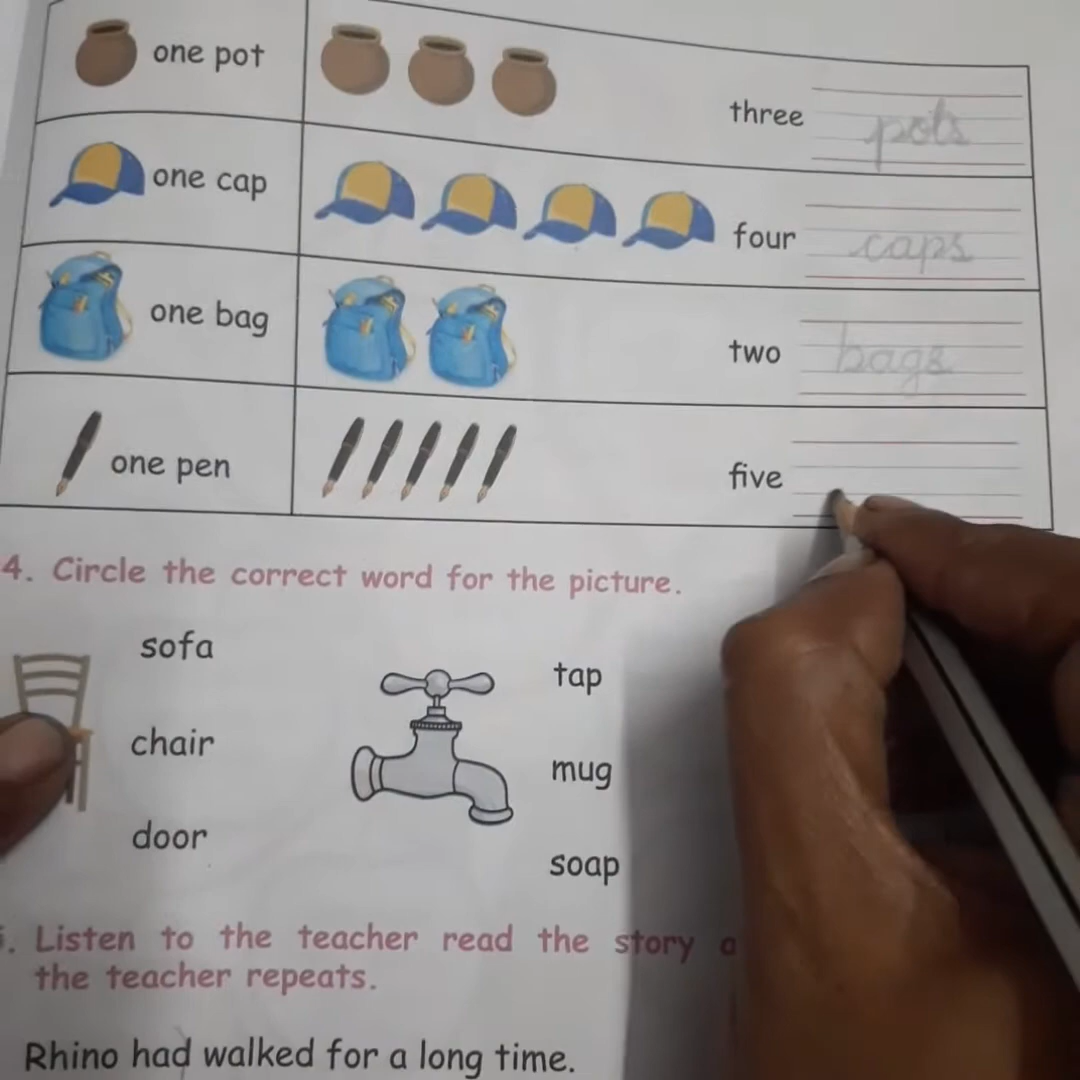 one pot
three pots
one cap
four caps
one bag
two bags
one pen
five
4. Circle the correct word for the picture.
sofa
chair
door
tap
mug
soap
. Listen to the teacher read the story
the teacher repeats.
Rhino had walked for a long time.